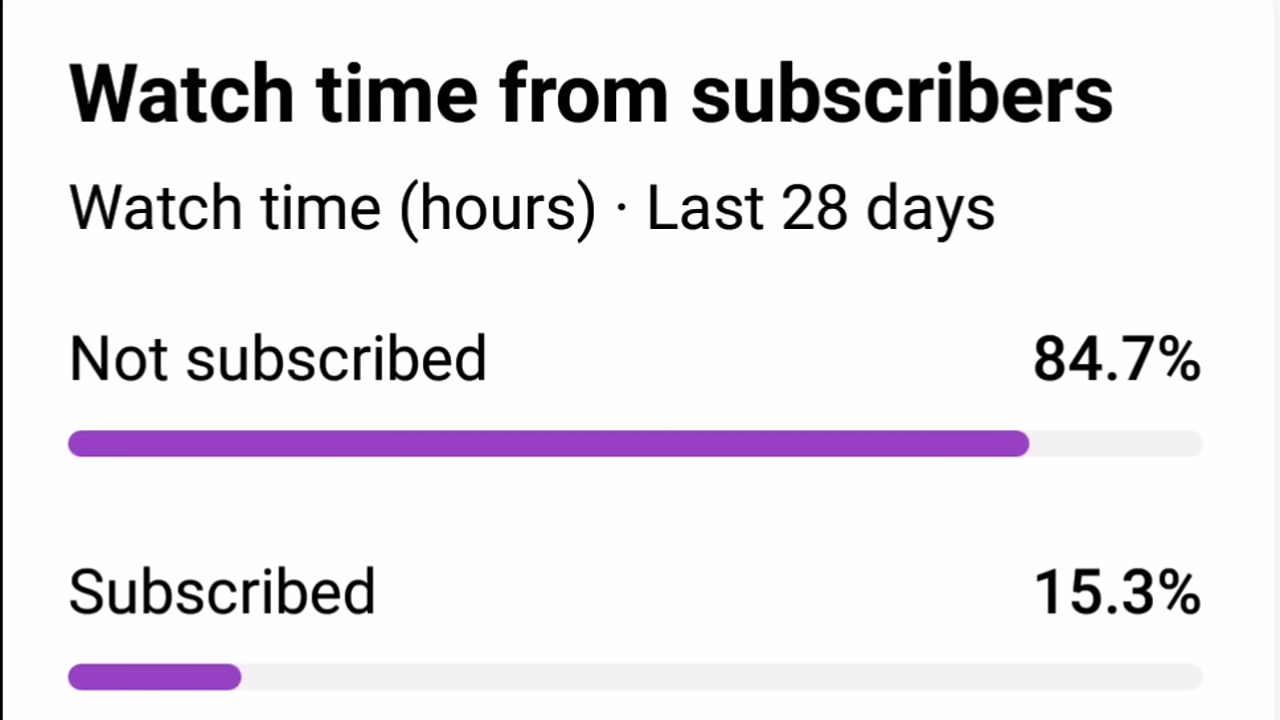 Watch time from subscribers
Watch time (hours) · Last 28 days
Not subscribed 84.7%
Subscribed 15.3%